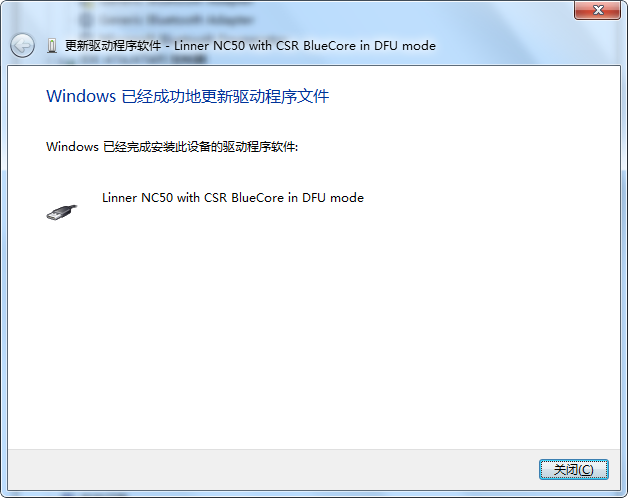 Generic Bluetooth Adapter
更新驱动程序软件 - Linner NC50 with CSR BlueCore in DFU mode
Windows 已经成功地更新驱动程序文件
Windows 已经完成安装此设备的驱动程序软件:
Linner NC50 with CSR BlueCore in DFU mode
关闭(C)